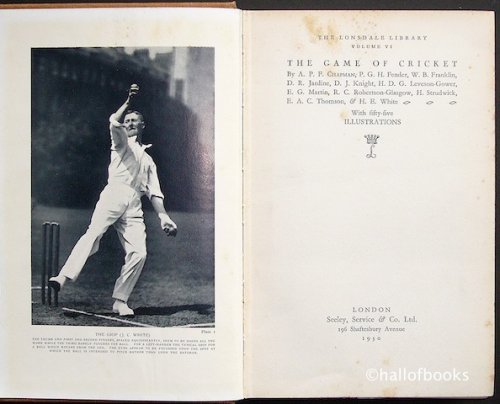 THE GRIP (J. C. WHITE)
Plate 1
THE LONSDALE LIBRARY
VOLUME VI
THE GAME OF CRICKET
By A. P. F. CHAPMAN, P. G. H. Fender, W. B. Franklin,
D. R. Jardine, D. J. Knight, H. D. G. Leveson-Gower,
E. G. Martin, R. C. Robertson-Glasgow, H. Strudwick,
E. A. C. Thomson, & H. E. White
With fifty-five
ILLUSTRATIONS
L
LONDON
Seeley, Service & Co. Ltd.
196 Shaftesbury Avenue
1930
©hallofbooks